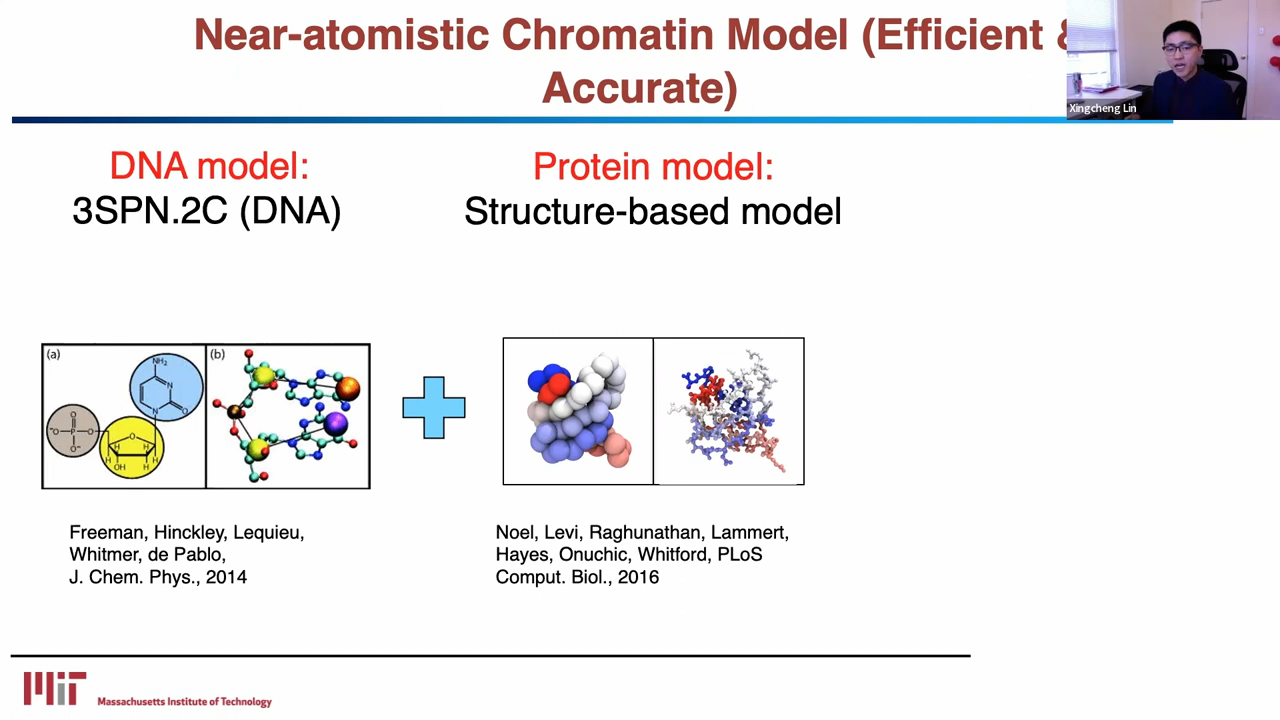 Near-atomistic Chromatin Model (Efficient &
Accurate)
Xingcheng Lin
DNA model:
3SPN.2C (DNA)
Protein model:
Structure-based model
(a)
NH₂
N
N
O
O
⁻O
P
O
O⁻
O
H
H
H
H
OH
(b)
Freeman, Hinckley, Lequieu,
Whitmer, de Pablo,
J. Chem. Phys., 2014
Noel, Levi, Raghunathan, Lammert,
Hayes, Onuchic, Whitford, PLoS
Comput. Biol., 2016
MIT
Massachusetts Institute of Technology